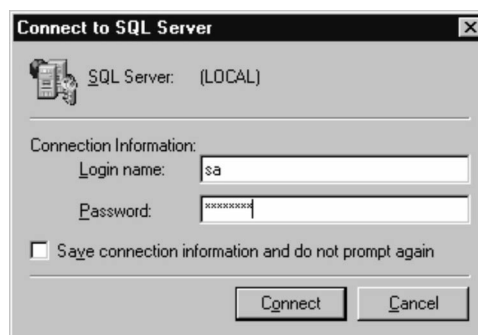 Connect to SQL Server
SQL Server: (LOCAL)
Connection Information:
Login name: sa
Password: ********
Save connection information and do not prompt again
Connect Cancel